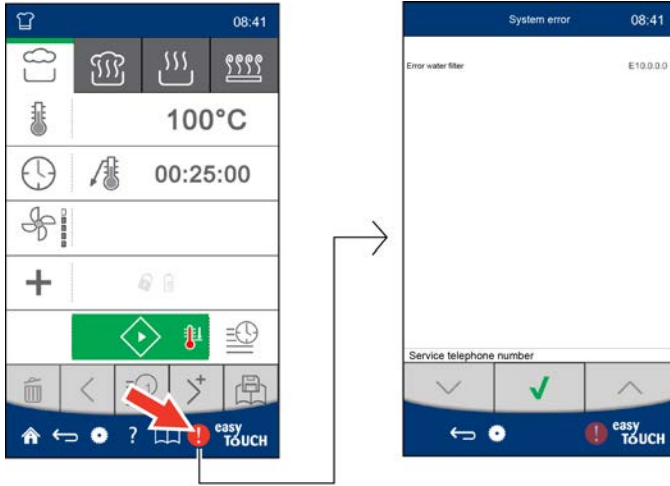 08:41
100°C
00:25:00
1
?
!
easy
TOUCH
System error
08:41
Error water filter
E10.0.0.0
Service telephone number
!
easy
TOUCH